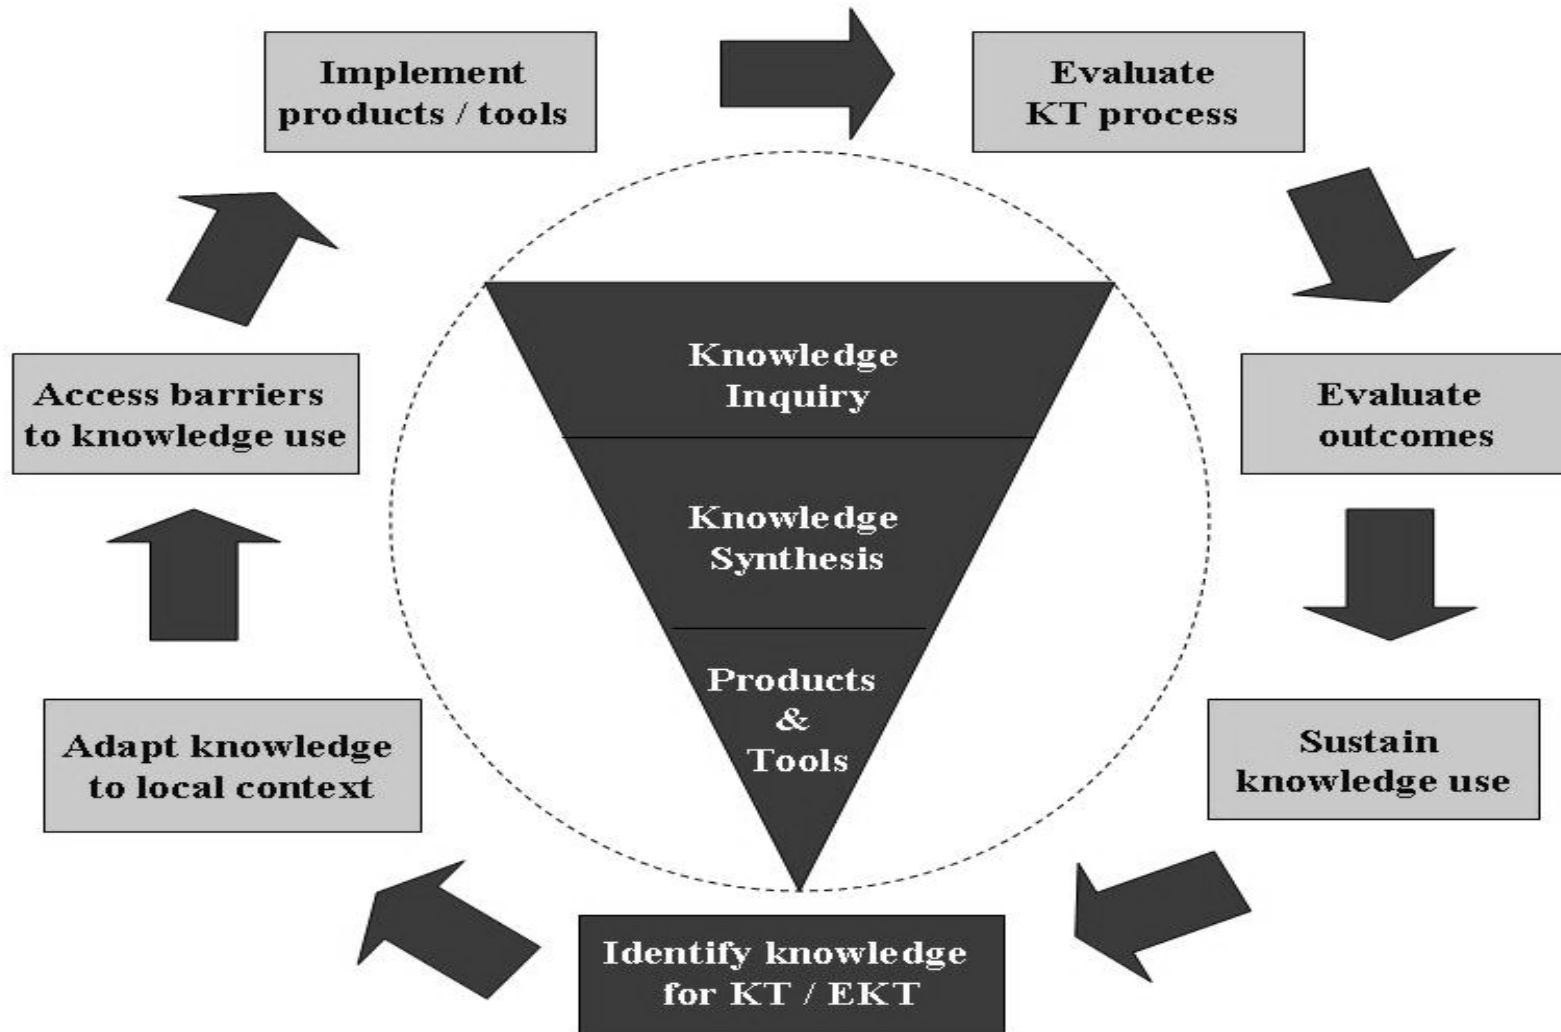 Implement
products / tools
Evaluate
KT process
Access barriers
to knowledge use
Knowledge
Inquiry
Evaluate
outcomes
Knowledge
Synthesis
Adapt knowledge
to local context
Products
&
Tools
Sustain
knowledge use
Identify knowledge
for KT / EKT